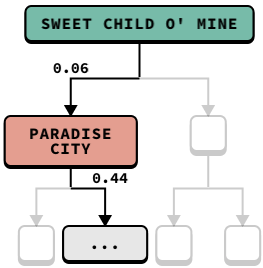 SWEET CHILD O' MINE
0.06
PARADISE
CITY
0.44
...